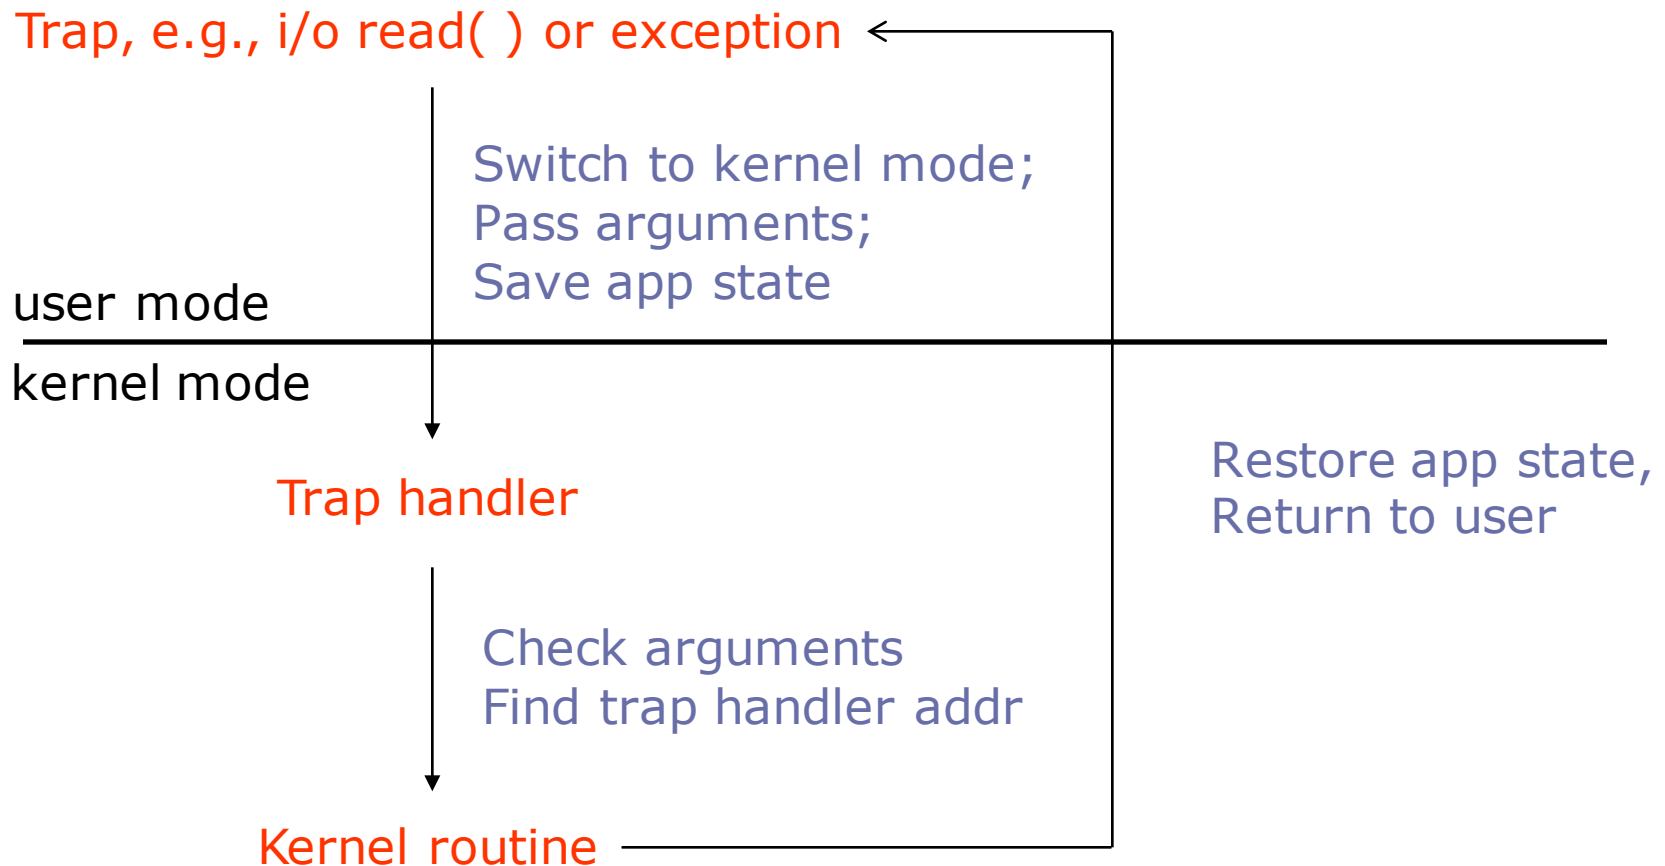 Trap, e.g., i/o read( ) or exception
Switch to kernel mode;
Pass arguments;
Save app state
user mode
kernel mode
Trap handler
Restore app state,
Return to user
Check arguments
Find trap handler addr
Kernel routine